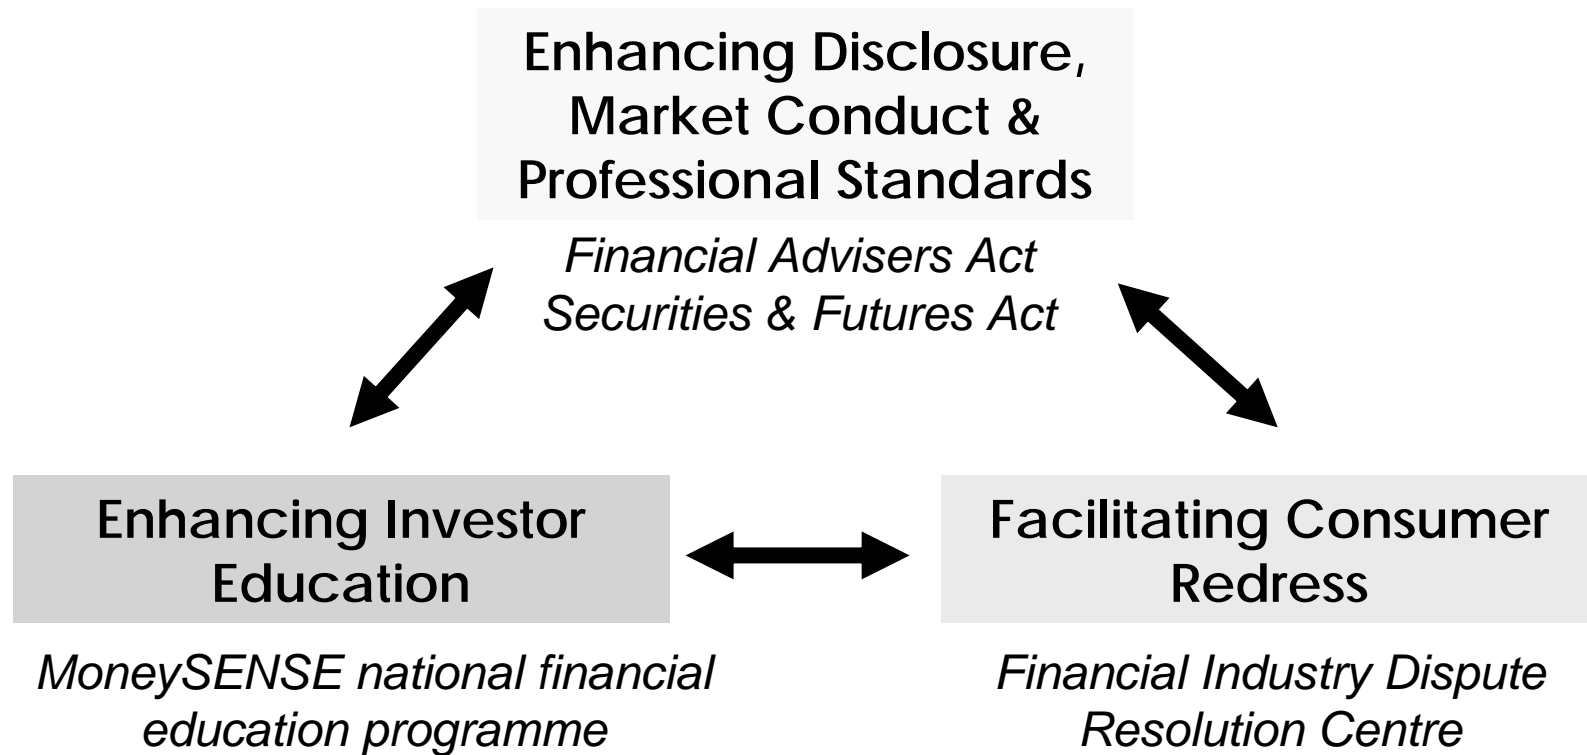 Enhancing Disclosure,
Market Conduct &
Professional Standards
Financial Advisers Act
Securities & Futures Act
Enhancing Investor
Education
MoneySENSE national financial
education programme
Facilitating Consumer
Redress
Financial Industry Dispute
Resolution Centre